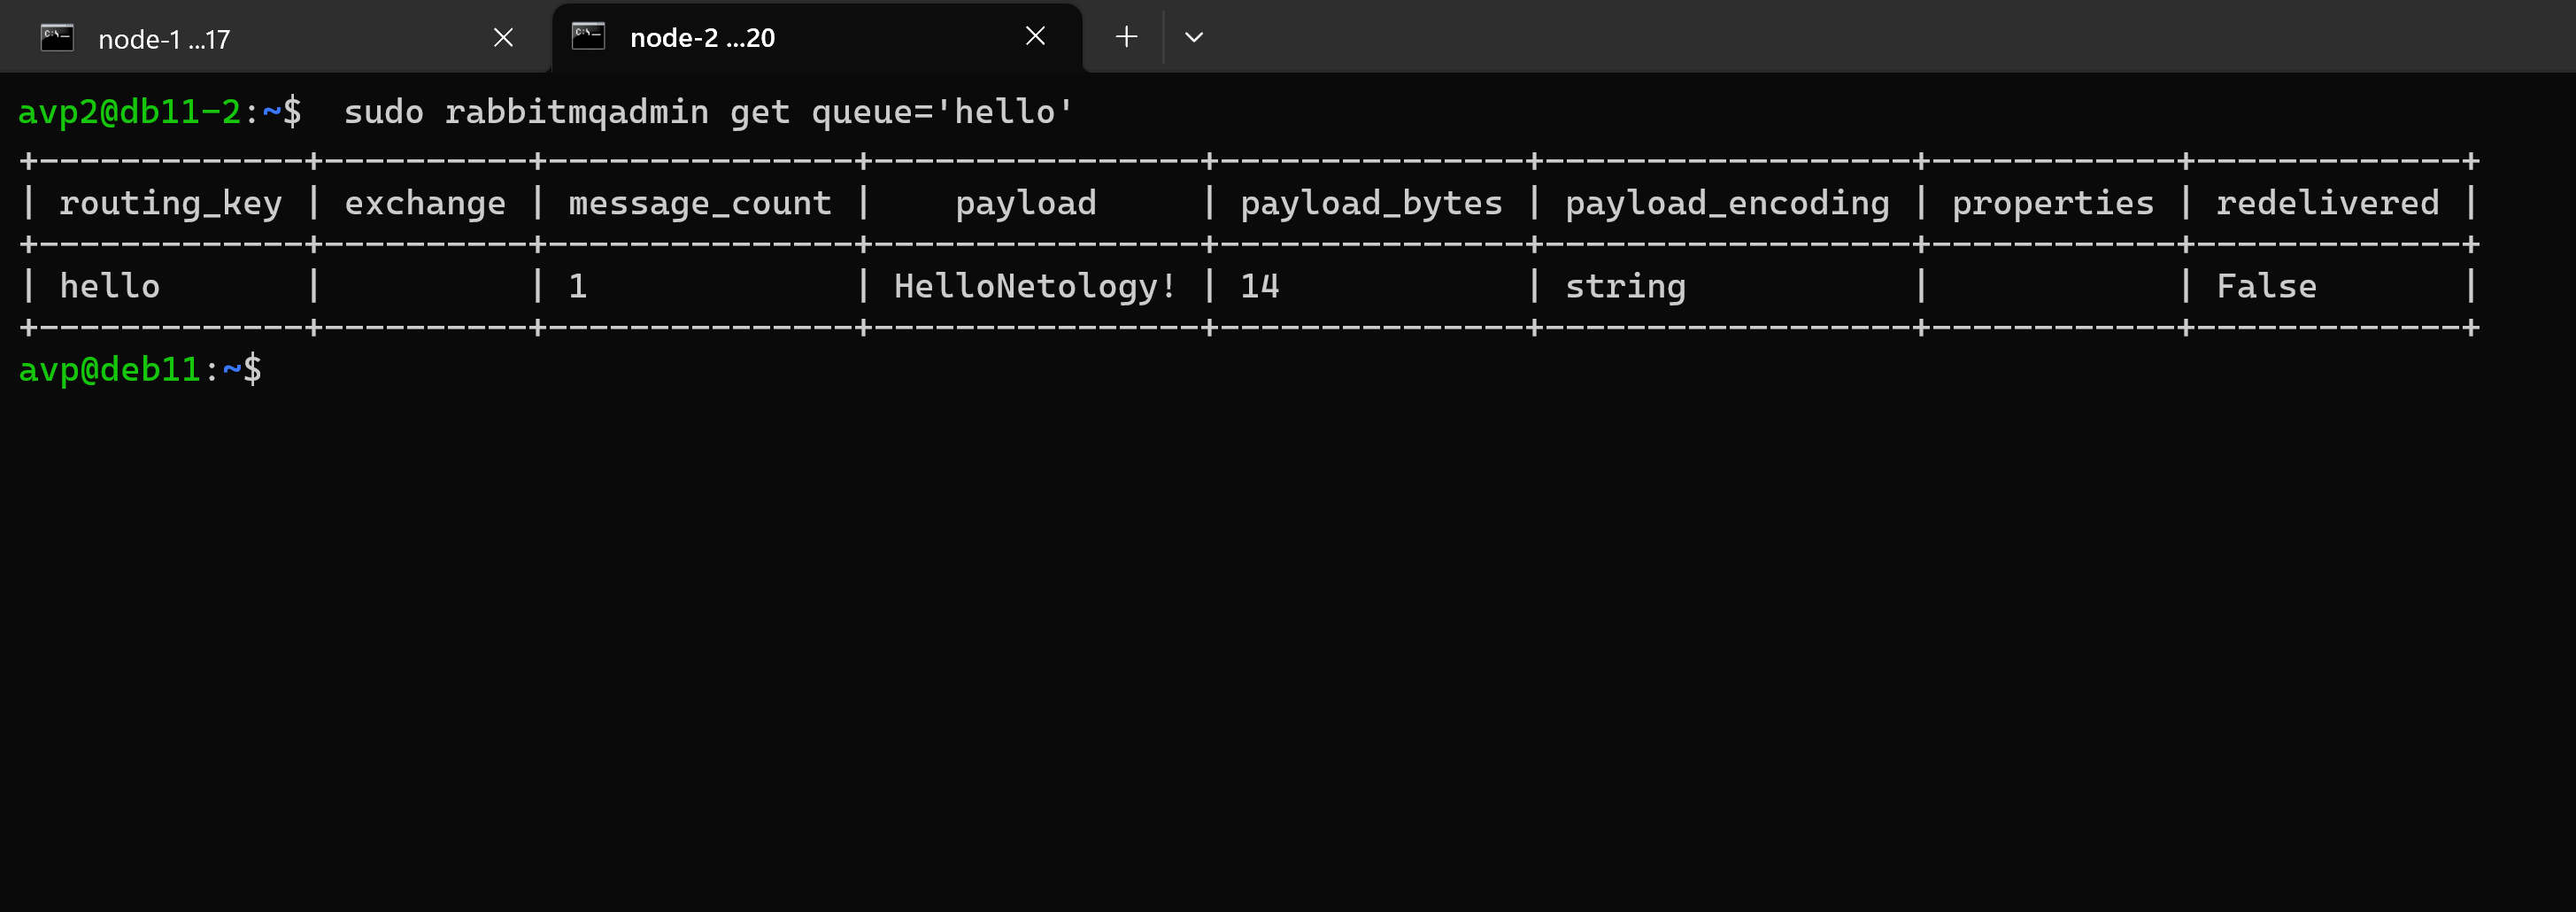 node-1 ...17 node-2 ...20
avp2@db11-2:~$  sudo rabbitmqadmin get queue='hello'
+-------------+----------+---------------+----------------+---------------+------------------+------------+-------------+
| routing_key | exchange | message_count |    payload     | payload_bytes | payload_encoding | properties | redelivered |
+-------------+----------+---------------+----------------+---------------+------------------+------------+-------------+
| hello       |          | 1             | HelloNetology! | 14            | string           |            | False       |
+-------------+----------+---------------+----------------+---------------+------------------+------------+-------------+
avp@deb11:~$